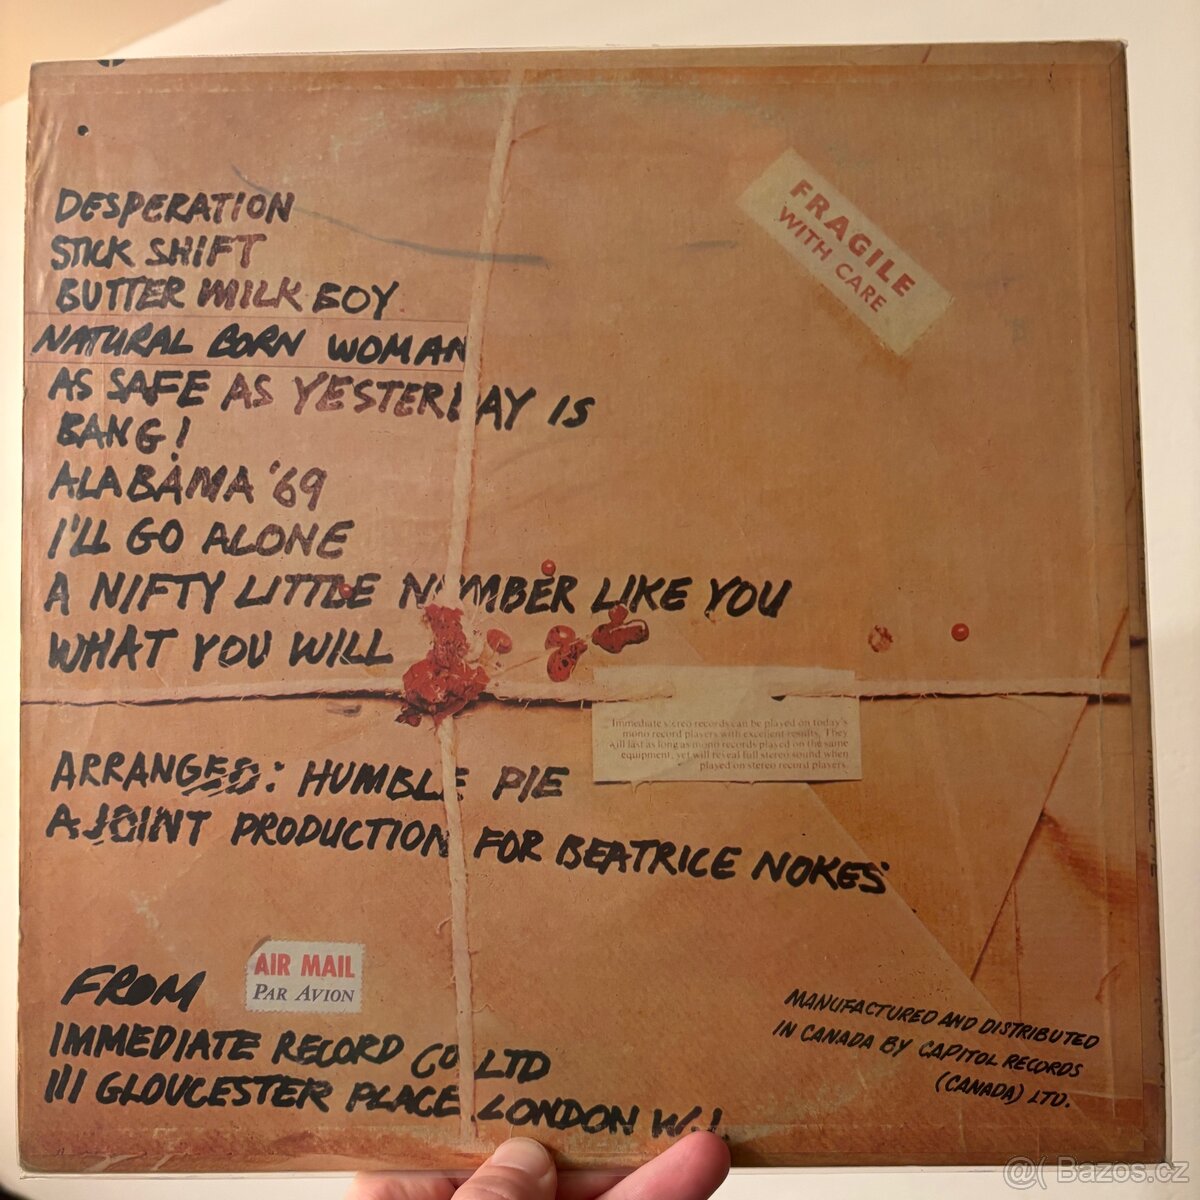 DESPERATION
STICK SHIFT
BUTTER MILK BOY
NATURAL BORN WOMAN
AS SAFE AS YESTERDAY IS
BANG!
ALABAMA '69
I'LL GO ALONE
A NIFTY LITTLE NUMBER LIKE YOU
WHAT YOU WILL
FRAGILE
WITH CARE
Immediate stereo records can be played on today's
mono record players with excellent results. They
will last as long as mono records played on the same
equipment, yet will reveal full stereo sound when
played on stereo record players.
ARRANGED: HUMBLE PIE
A JOINT PRODUCTION FOR BEATRICE NOKES
AIR MAIL
PAR AVION
FROM
IMMEDIATE RECORD CO LTD
111 GLOUCESTER PLACE LONDON W.1.
MANUFACTURED AND DISTRIBUTED
IN CANADA BY CAPITOL RECORDS
(CANADA) LTD.
@( Bazos.cz